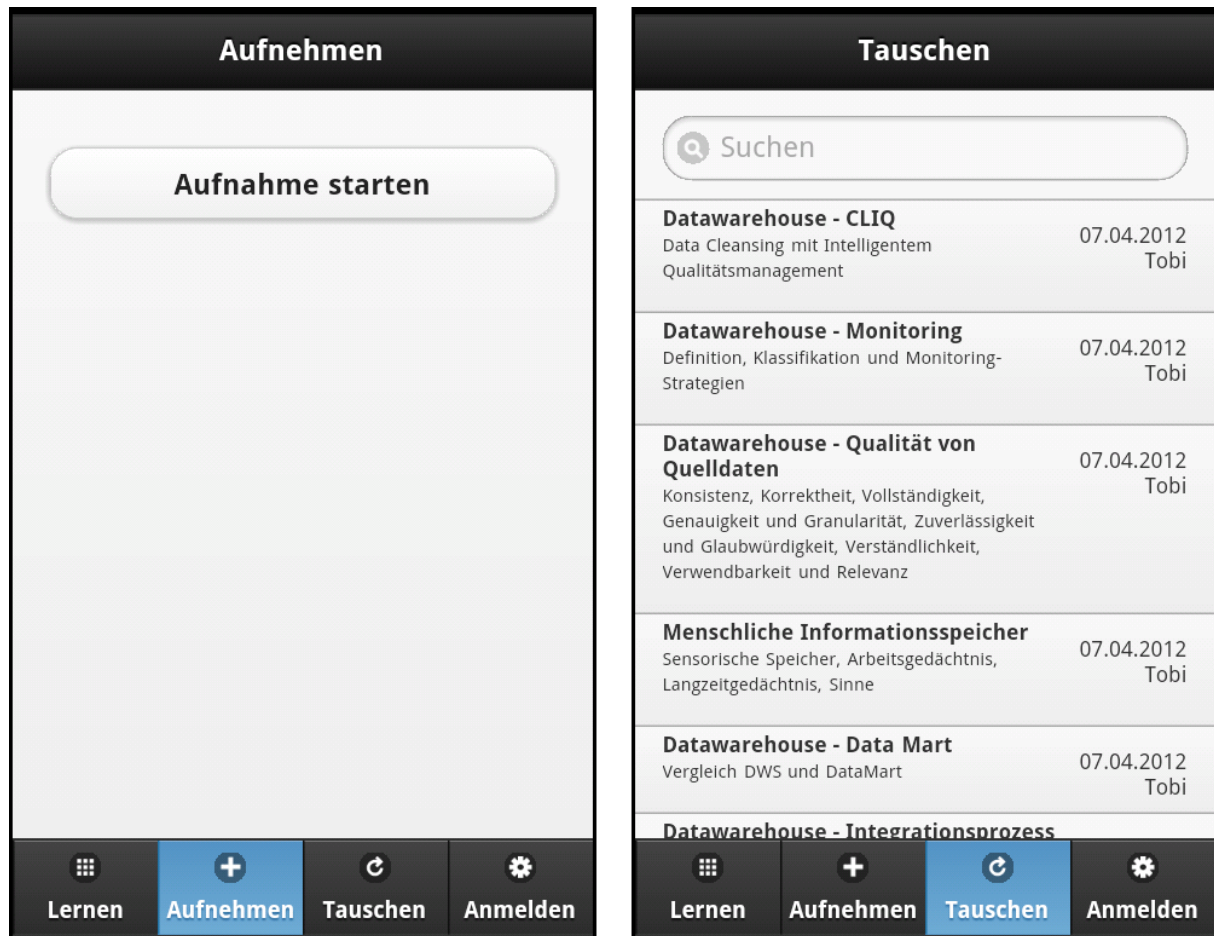 Aufnehmen
Aufnahme starten
Lernen
Aufnehmen
Tauschen
Anmelden
Tauschen
Suchen
Datawarehouse - CLIQ
Data Cleansing mit Intelligentem
Qualitätsmanagement
07.04.2012
Tobi
Datawarehouse - Monitoring
Definition, Klassifikation und Monitoring-
Strategien
07.04.2012
Tobi
Datawarehouse - Qualität von
Quelldaten
Konsistenz, Korrektheit, Vollständigkeit,
Genauigkeit und Granularität, Zuverlässigkeit
und Glaubwürdigkeit, Verständlichkeit,
Verwendbarkeit und Relevanz
07.04.2012
Tobi
Menschliche Informationsspeicher
Sensorische Speicher, Arbeitsgedächtnis,
Langzeitgedächtnis, Sinne
07.04.2012
Tobi
Datawarehouse - Data Mart
Vergleich DWS und DataMart
07.04.2012
Tobi
Datawarehouse - Integrationsprozess
Lernen
Aufnehmen
Tauschen
Anmelden